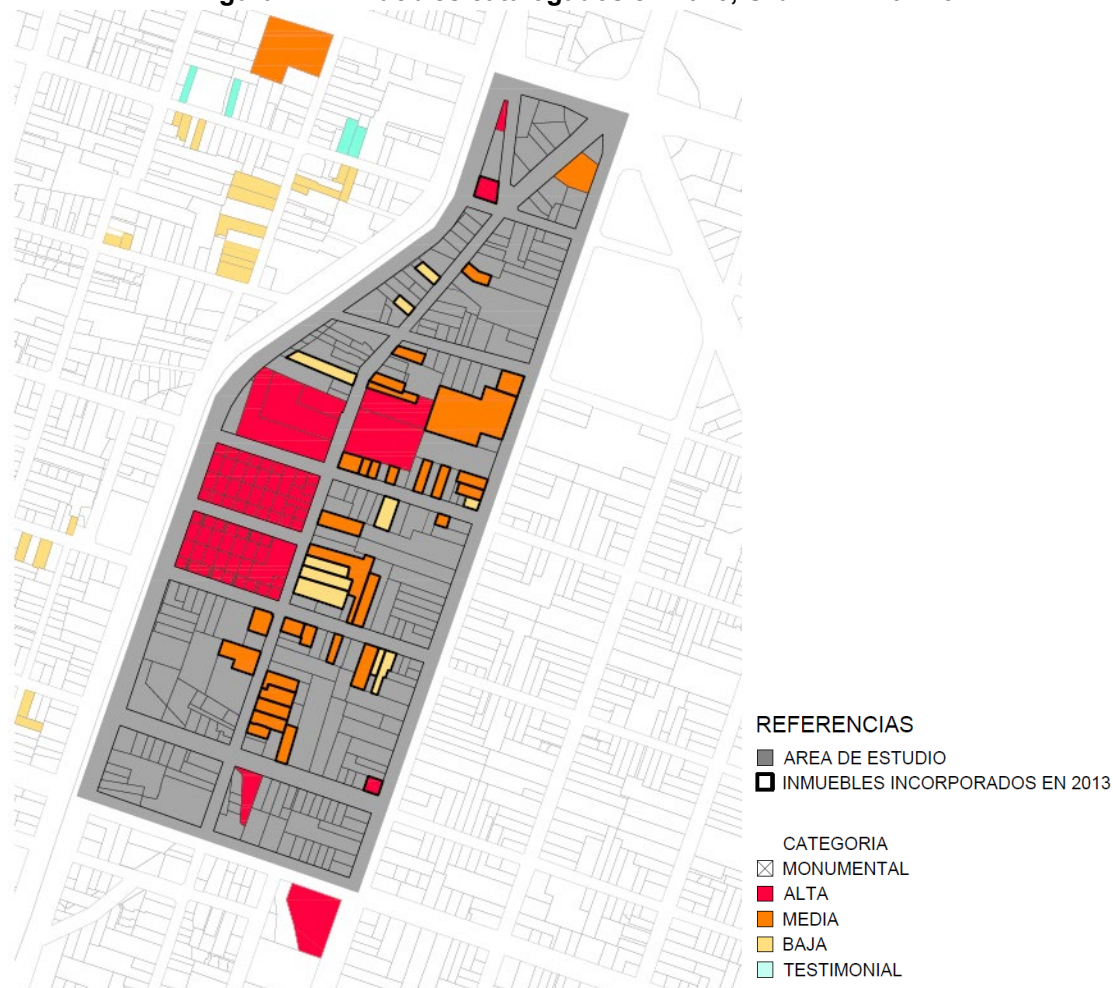 REFERENCIAS
AREA DE ESTUDIO
INMUEBLES INCORPORADOS EN 2013
CATEGORIA
MONUMENTAL
ALTA
MEDIA
BAJA
TESTIMONIAL